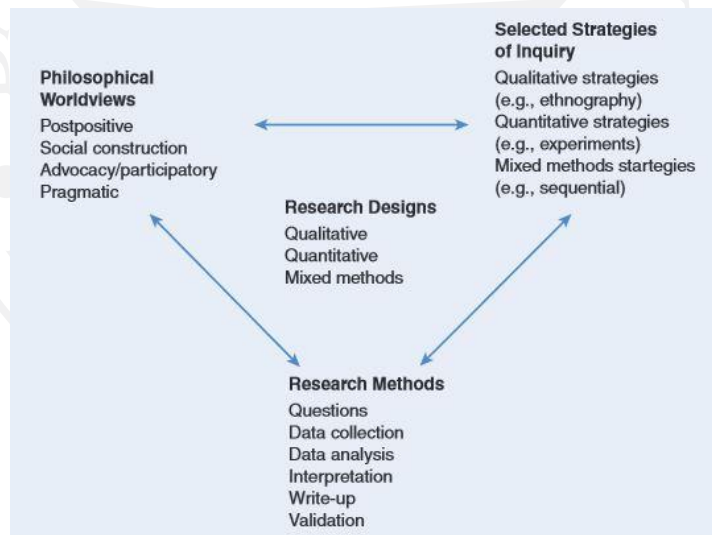 Philosophical
Worldviews
Postpositive
Social construction
Advocacy/participatory
Pragmatic
Selected Strategies
of Inquiry
Qualitative strategies
(e.g., ethnography)
Quantitative strategies
(e.g., experiments)
Mixed methods startegies
(e.g., sequential)
Research Designs
Qualitative
Quantitative
Mixed methods
Research Methods
Questions
Data collection
Data analysis
Interpretation
Write-up
Validation